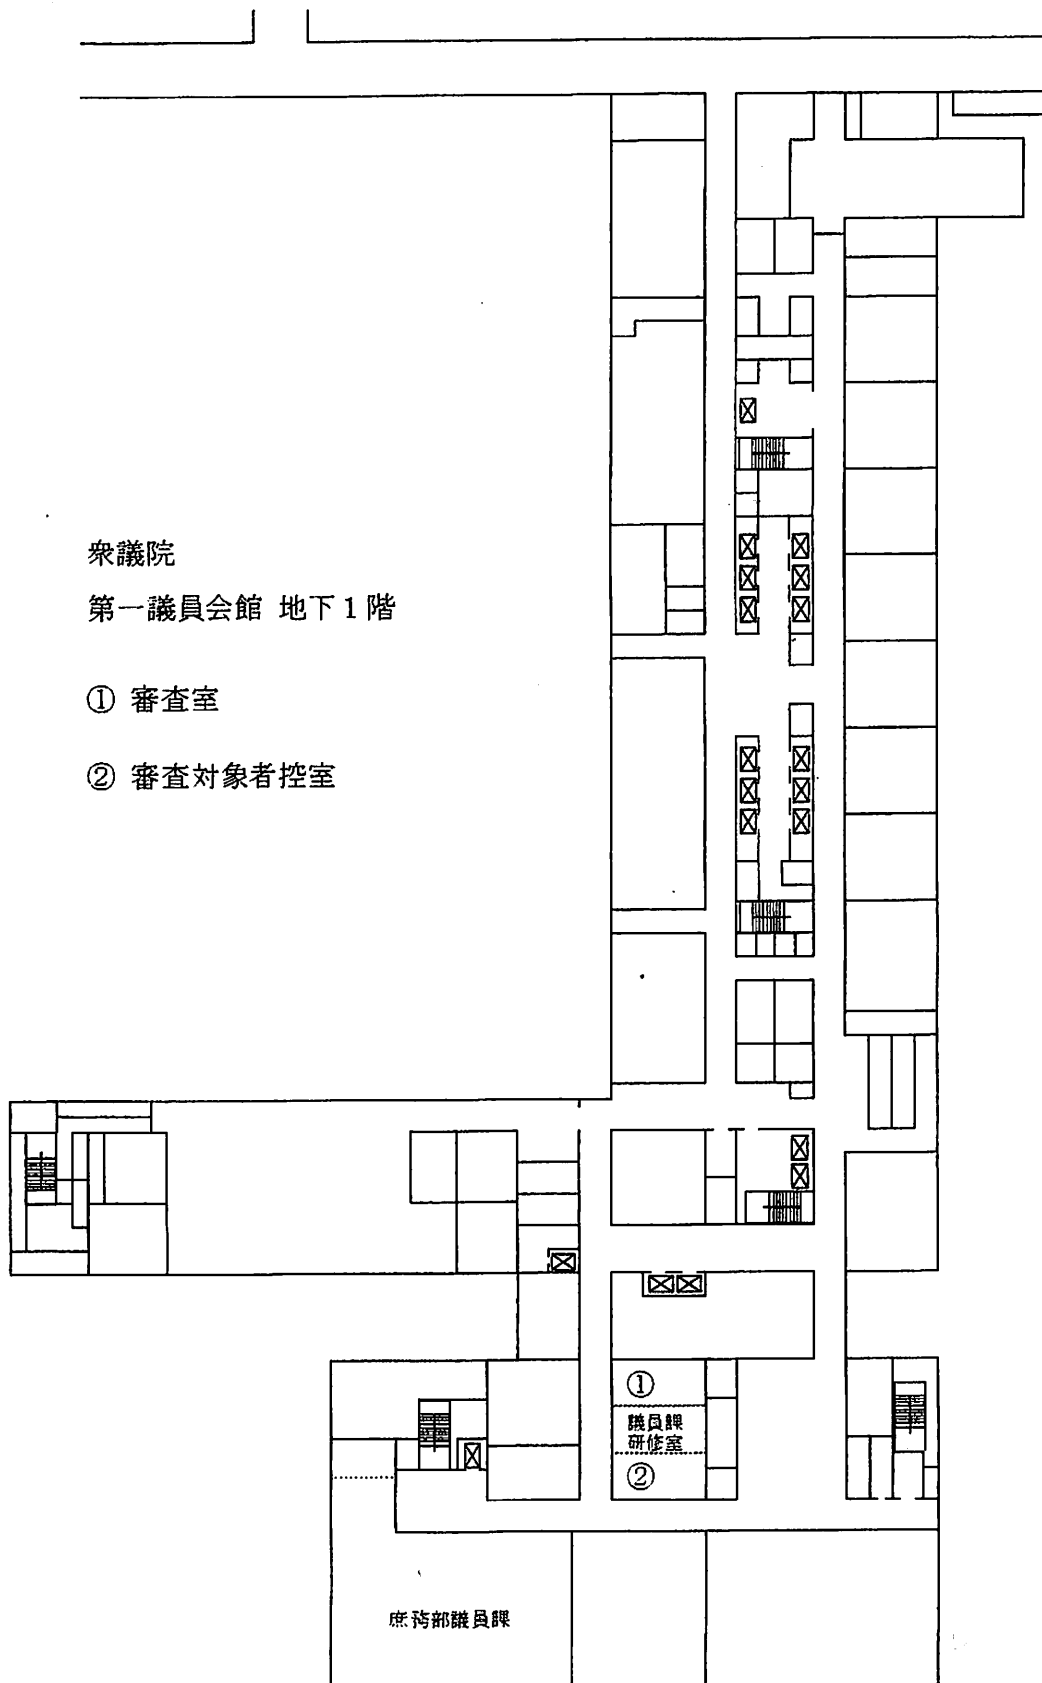 衆議院
第一議員会館 地下1階
① 審査室
② 審査対象者控室
①
議員課
研修室
②
庶務部議員課